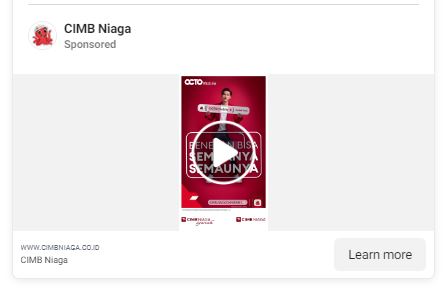 CIMB Niaga
Sponsored
OCTO Mobile
BENERAN BISA
SEMUANYA
SEMAUNYA
CIMB NIAGA
CIMB NIAGA
WWW.CIMBNIAGA.CO.ID
CIMB Niaga
Learn more